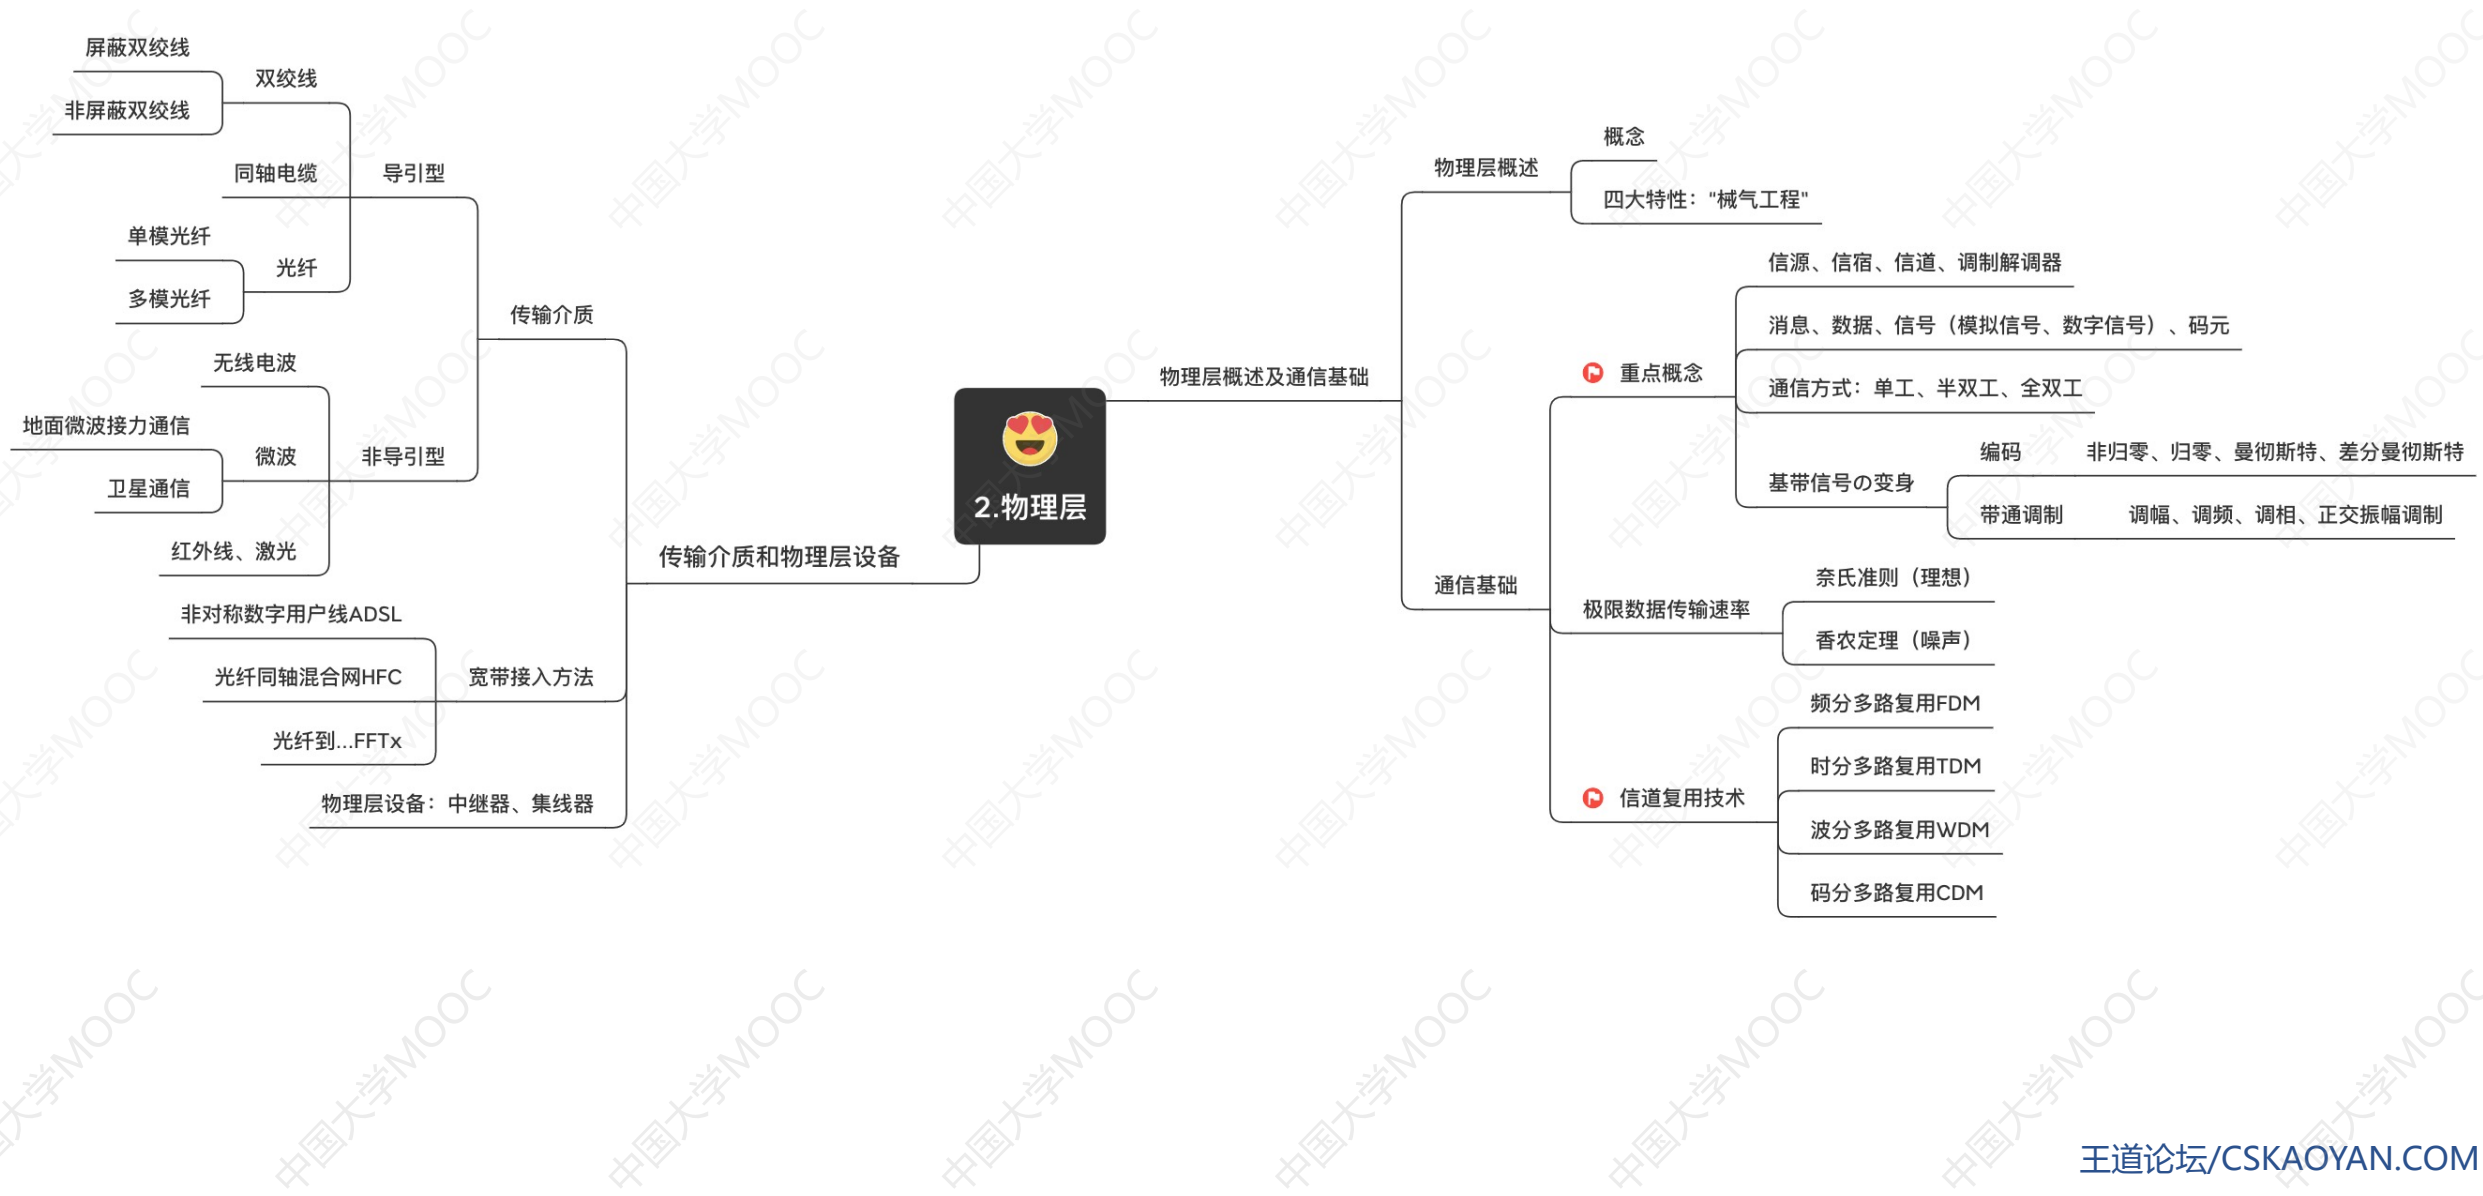 2.物理层
物理层概述及通信基础
物理层概述
概念
四大特性："械气工程"
通信基础
重点概念
信源、信宿、信道、调制解调器
消息、数据、信号（模拟信号、数字信号）、码元
通信方式：单工、半双工、全双工
基带信号の变身
编码
非归零、归零、曼彻斯特、差分曼彻斯特
带通调制
调幅、调频、调相、正交振幅调制
极限数据传输速率
奈氏准则（理想）
香农定理（噪声）
信道复用技术
频分多路复用FDM
时分多路复用TDM
波分多路复用WDM
码分多路复用CDM
传输介质和物理层设备
传输介质
导引型
双绞线
屏蔽双绞线
非屏蔽双绞线
同轴电缆
光纤
单模光纤
多模光纤
非导引型
无线电波
微波
地面微波接力通信
卫星通信
红外线、激光
宽带接入方法
非对称数字用户线ADSL
光纤同轴混合网HFC
光纤到...FFTx
物理层设备：中继器、集线器
中国大学MOOC
王道论坛/CSKAOYAN.COM